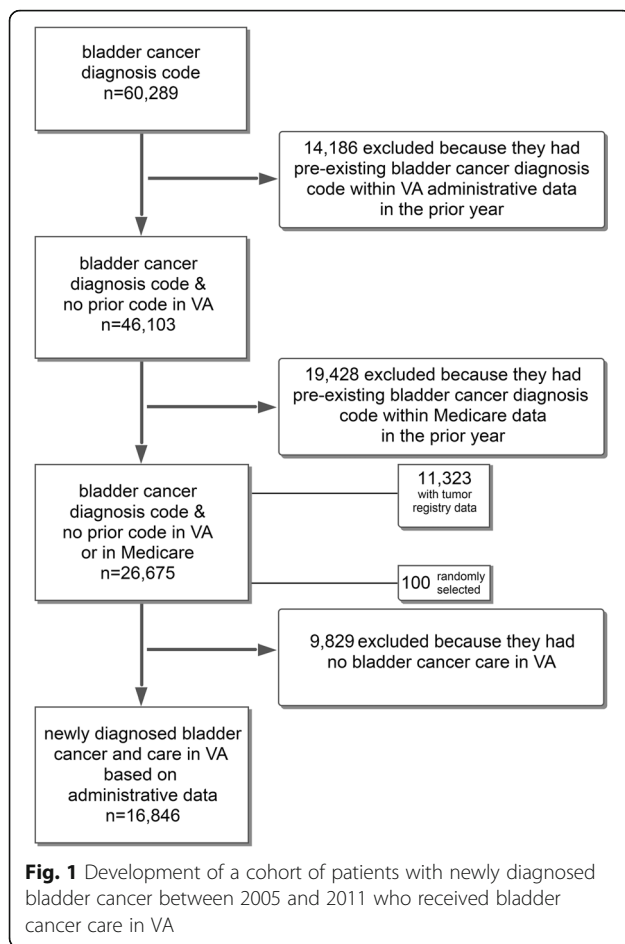 bladder cancer
diagnosis code
n=60,289
14,186 excluded because they had
pre-existing bladder cancer diagnosis
code within VA administrative data
in the prior year
bladder cancer
diagnosis code &
no prior code in VA
n=46,103
19,428 excluded because they had
pre-existing bladder cancer diagnosis
code within Medicare data
in the prior year
bladder cancer
diagnosis code &
no prior code in VA
or in Medicare
n=26,675
11,323
with tumor
registry data
100 randomly
selected
9,829 excluded because they had
no bladder cancer care in VA
newly diagnosed bladder
cancer and care in VA
based on
administrative data
n=16,846
Fig. 1 Development of a cohort of patients with newly diagnosed
bladder cancer between 2005 and 2011 who received bladder
cancer care in VA